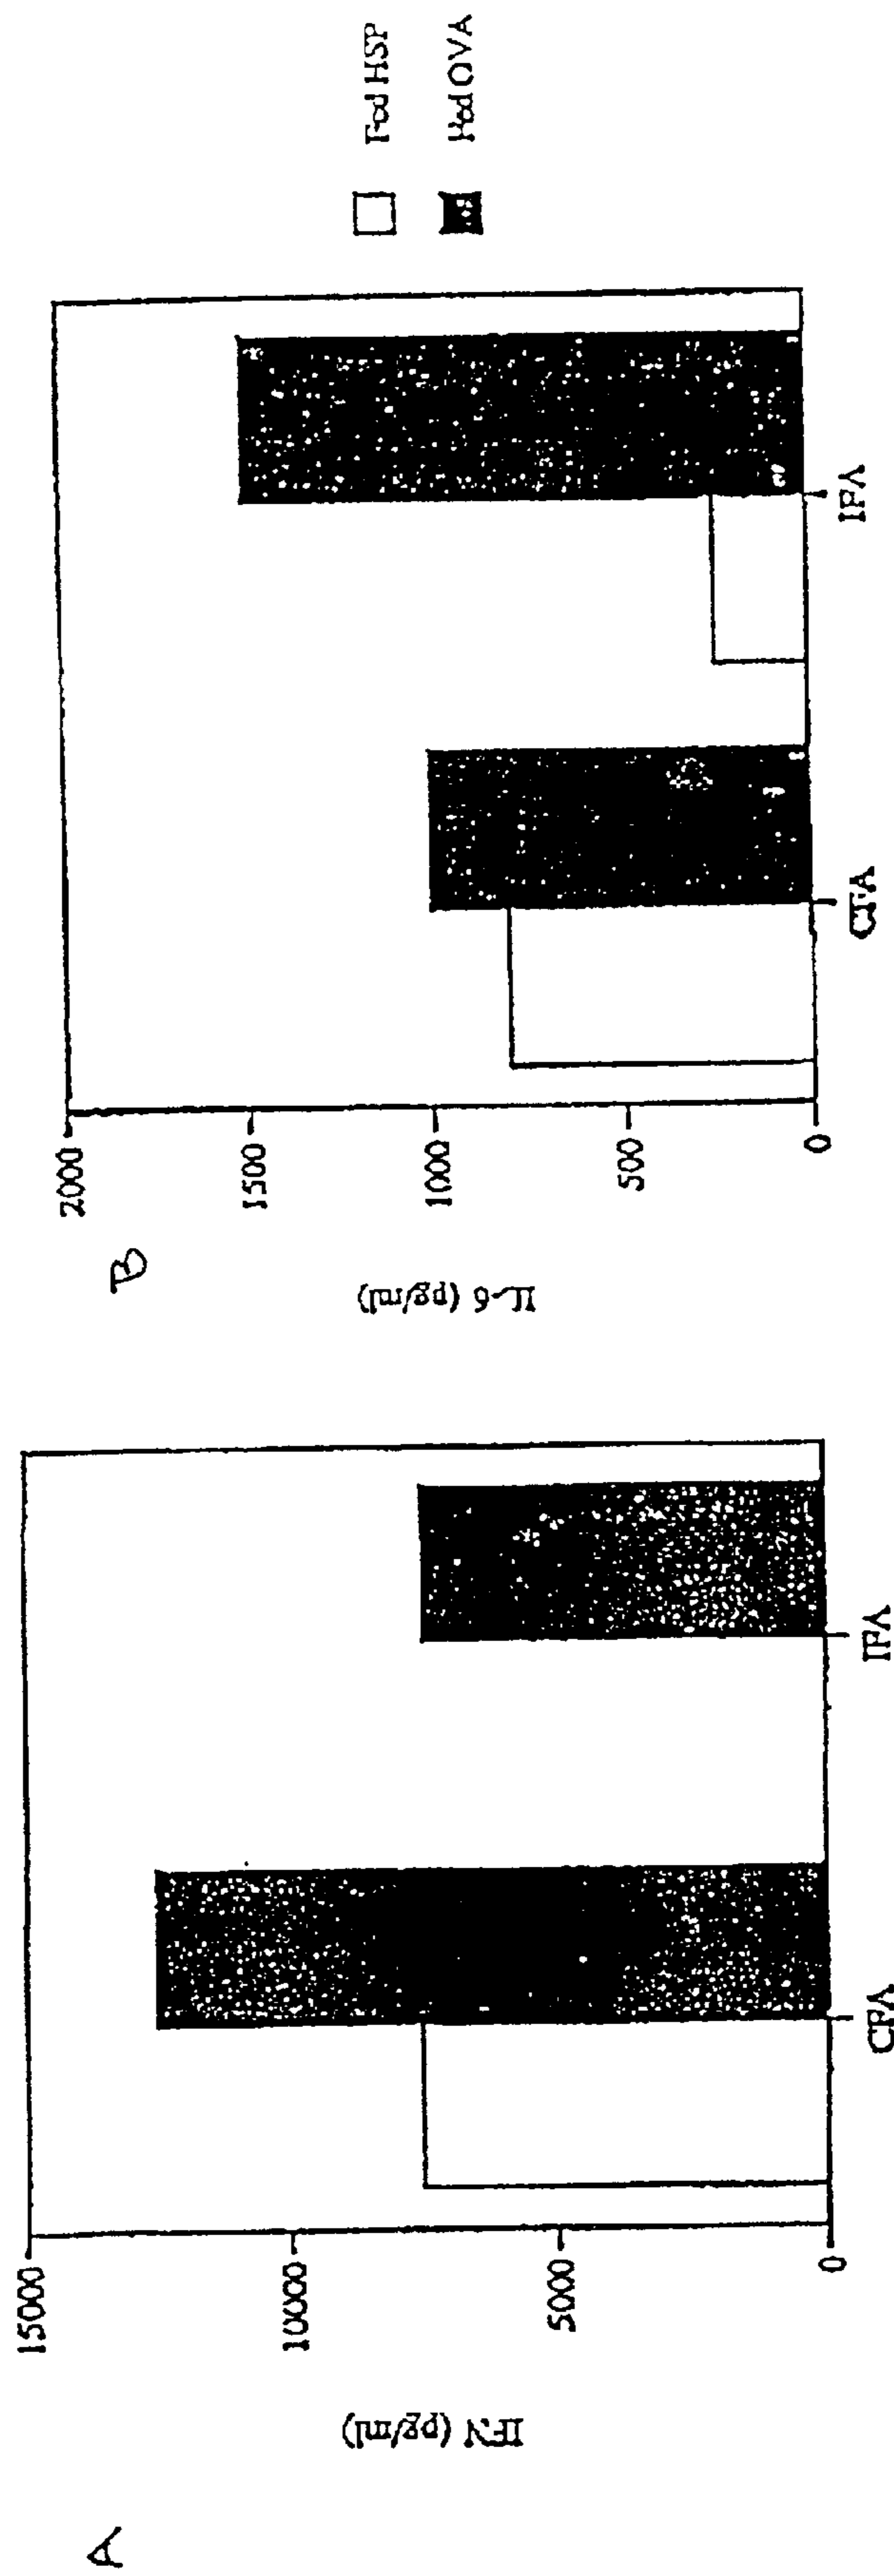 A
IFN (pg/ml)
15000
10000
5000
0
CFA
IFA
B
IL-6 (pg/ml)
2000
1500
1000
500
0
CFA
IFA
Fed HSP
Fed OVA